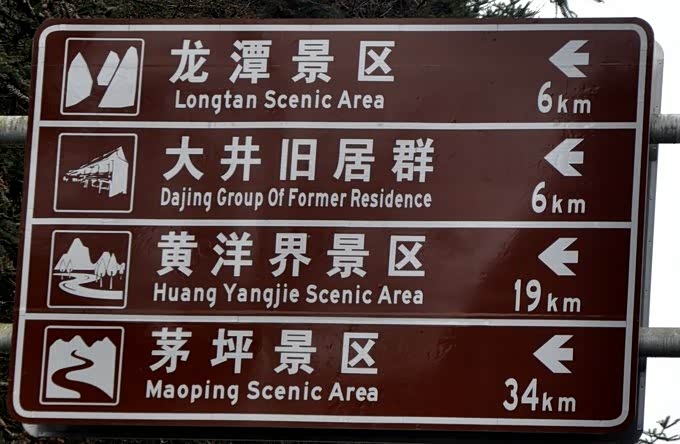 龙潭景区
Longtan Scenic Area
6km
大井旧居群
Dajing Group Of Former Residence
6km
黄洋界景区
Huang Yangjie Scenic Area
19km
茅坪景区
Maoping Scenic Area
34km